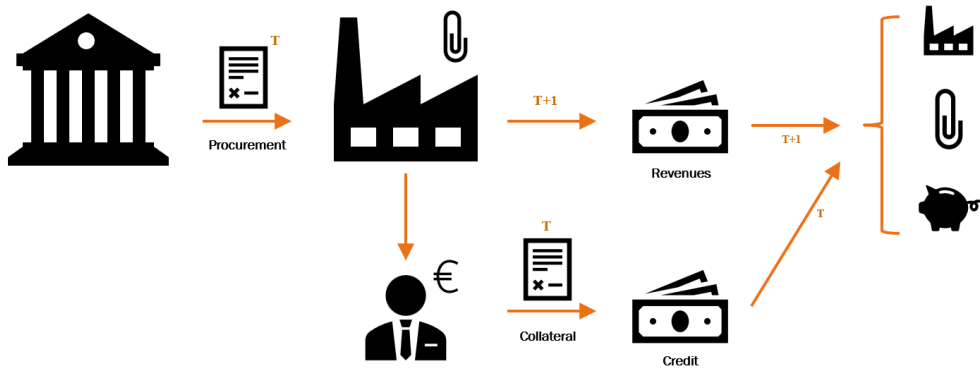 T
Procurement
T+1
Revenues
T+1
T
€
T
Collateral
Credit